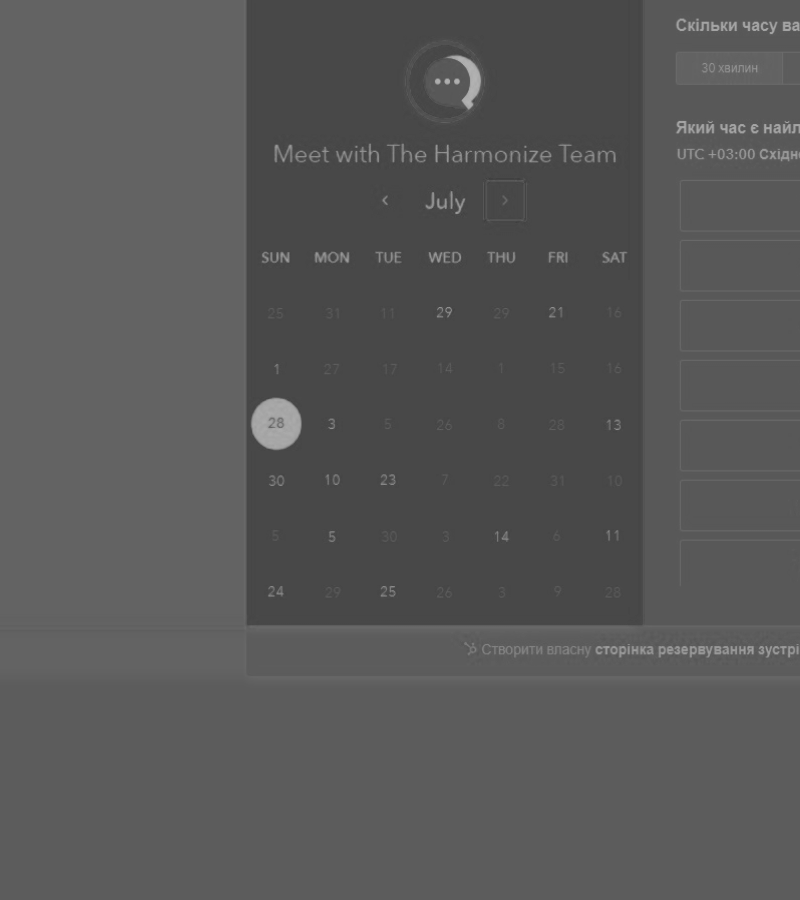 Скільки часу ва
30 хвилин
Meet with The Harmonize Team
Який час є найл
UTC +03:00 Східн
July
SUN MON TUE WED THU FRI SAT
25 31 11 29 29 21 16
1 27 17 14 1 15 16
28 3 5 26 8 28 13
30 10 23 7 22 31 10
5 5 30 3 14 6 11
24 29 25 26 3 9 28
Створити власну сторінка резервування зустрі